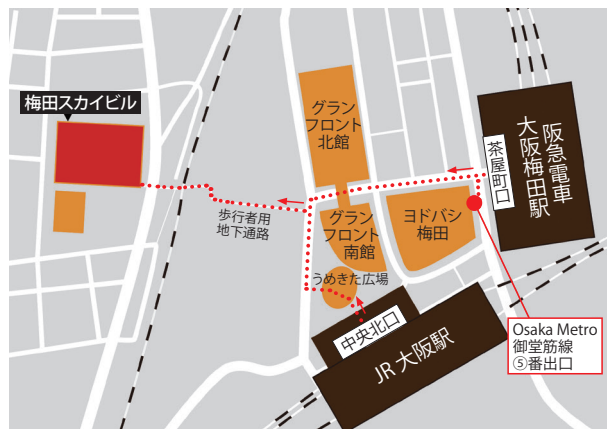 梅田スカイビル
グラン
フロント
北館
阪急電車
大阪梅田駅
茶屋町口
歩行者用
地下通路
グラン
フロント
南館
ヨドバシ
梅田
うめきた広場
中央北口
JR 大阪駅
Osaka Metro
御堂筋線
⑤番出口